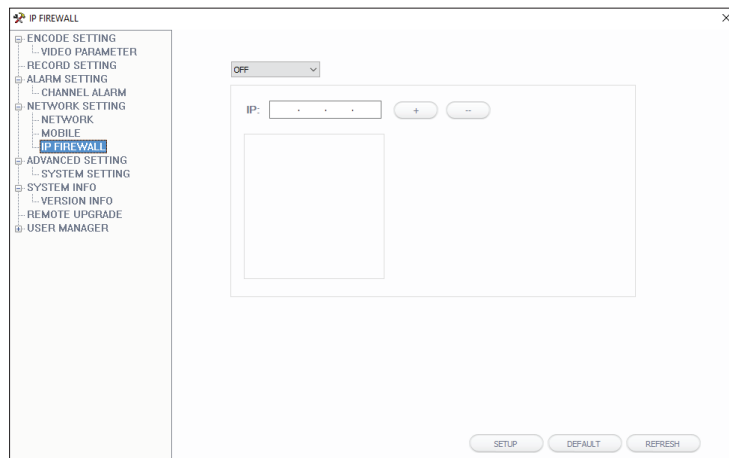 IP FIREWALL
ENCODE SETTING
VIDEO PARAMETER
RECORD SETTING
ALARM SETTING
CHANNEL ALARM
NETWORK SETTING
NETWORK
MOBILE
IP FIREWALL
ADVANCED SETTING
SYSTEM SETTING
SYSTEM INFO
VERSION INFO
REMOTE UPGRADE
USER MANAGER
OFF
IP: . . . + --
SETUP DEFAULT REFRESH